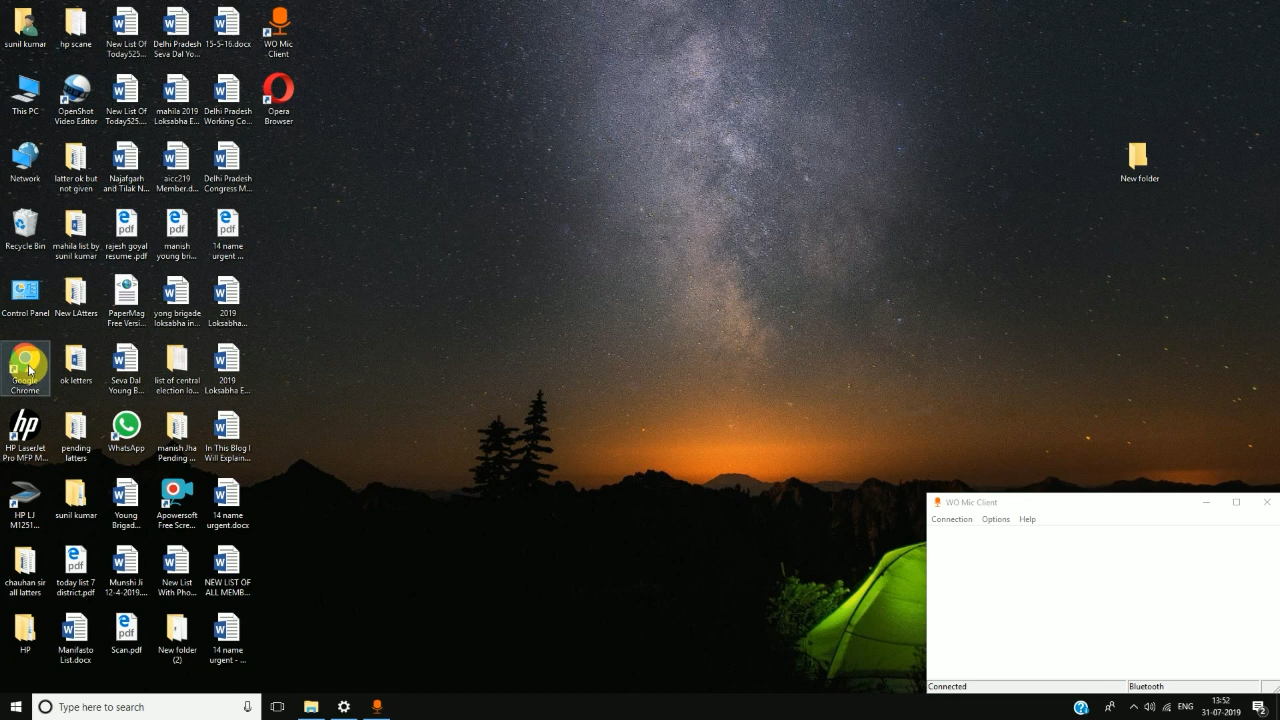 sunil kumar
hp scane
New List Of
Today525...
Delhi Pradesh
Seva Dal Yo...
15-5-16.docx
WO Mic
Client
This PC
OpenShot
Video Editor
New List Of
Today525....
mahila 2019
Loksabha E...
Delhi Pradesh
Working Co...
Opera
Browser
Network
latter ok but
not given
Najafgarh
and Tilak N...
aicc219
Member.d...
Delhi Pradesh
Congress M...
New folder
Recycle Bin
mahila list by
sunil kumar
rajesh goyal
resume .pdf
manish
young bri...
14 name
urgent ...
Control Panel
New LAtters
PaperMag
Free Versi...
yong brigade
loksabha in...
2019
Loksabha...
Google
Chrome
ok letters
Seva Dal
Young B...
list of central
election lo...
2019
Loksabha E...
HP LaserJet
Pro MFP M...
pending
latters
WhatsApp
manish Jha
Pending ...
In This Blog I
Will Explain...
HP LJ
M1251...
sunil kumar
Young
Brigad...
Apowersoft
Free Scre...
14 name
urgent.docx
WO Mic Client
Connection Options Help
chauhan sir
all latters
today list 7
district.pdf
Munshi Ji
12-4-2019....
New List
With Pho...
NEW LIST OF
ALL MEMB...
HP
Manifasto
List.docx
Scan.pdf
New folder
(2)
14 name
urgent - ...
Connected
Bluetooth
Type here to search
ENG
13:52
31-07-2019
2